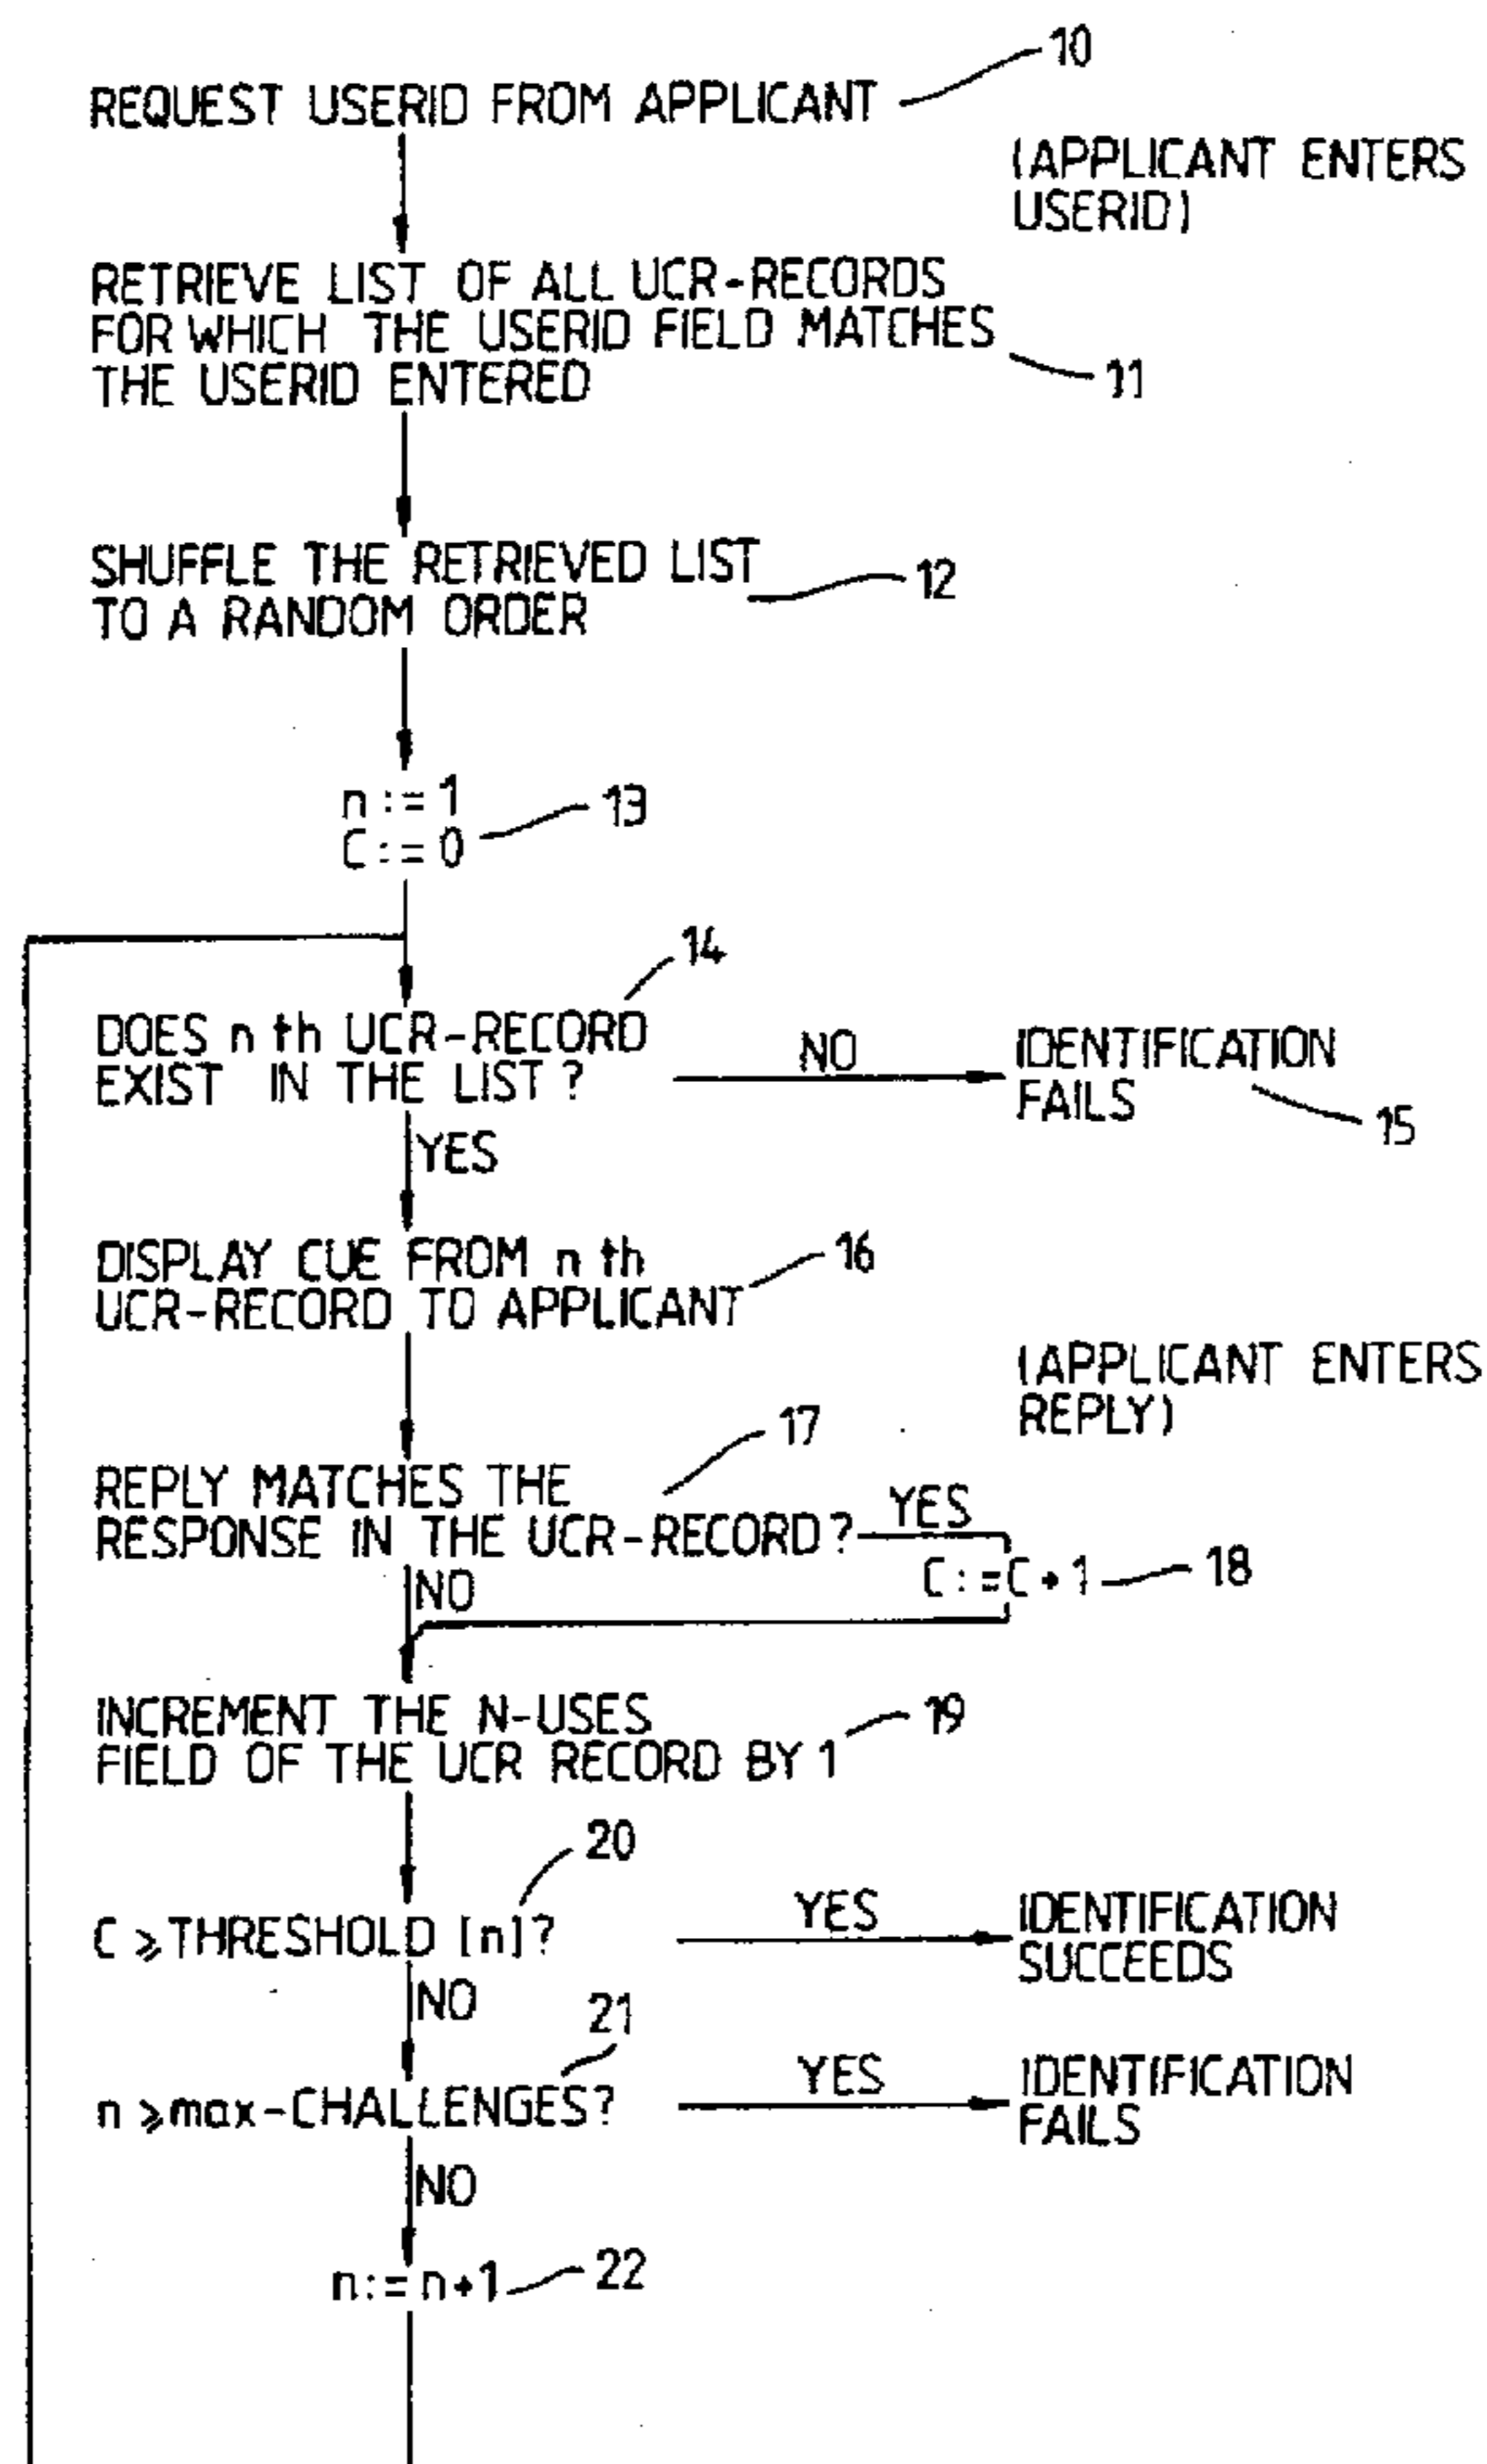 10
REQUEST USERID FROM APPLICANT
(APPLICANT ENTERS
USERID)
RETRIEVE LIST OF ALL UCR-RECORDS
FOR WHICH THE USERID FIELD MATCHES
THE USERID ENTERED
11
SHUFFLE THE RETRIEVED LIST
TO A RANDOM ORDER
12
n := 1
C := 0
13
14
DOES n th UCR-RECORD
EXIST IN THE LIST ?
NO
IDENTIFICATION
FAILS
15
YES
DISPLAY CUE FROM n th
UCR-RECORD TO APPLICANT
16
(APPLICANT ENTERS
REPLY)
17
REPLY MATCHES THE
RESPONSE IN THE UCR-RECORD ?
YES
NO
C := C + 1
18
INCREMENT THE N-USES
FIELD OF THE UCR RECORD BY 1
19
20
C ⩾ THRESHOLD [n]?
YES
IDENTIFICATION
SUCCEEDS
NO
21
n ⩾ max-CHALLENGES?
YES
IDENTIFICATION
FAILS
NO
n := n+1
22